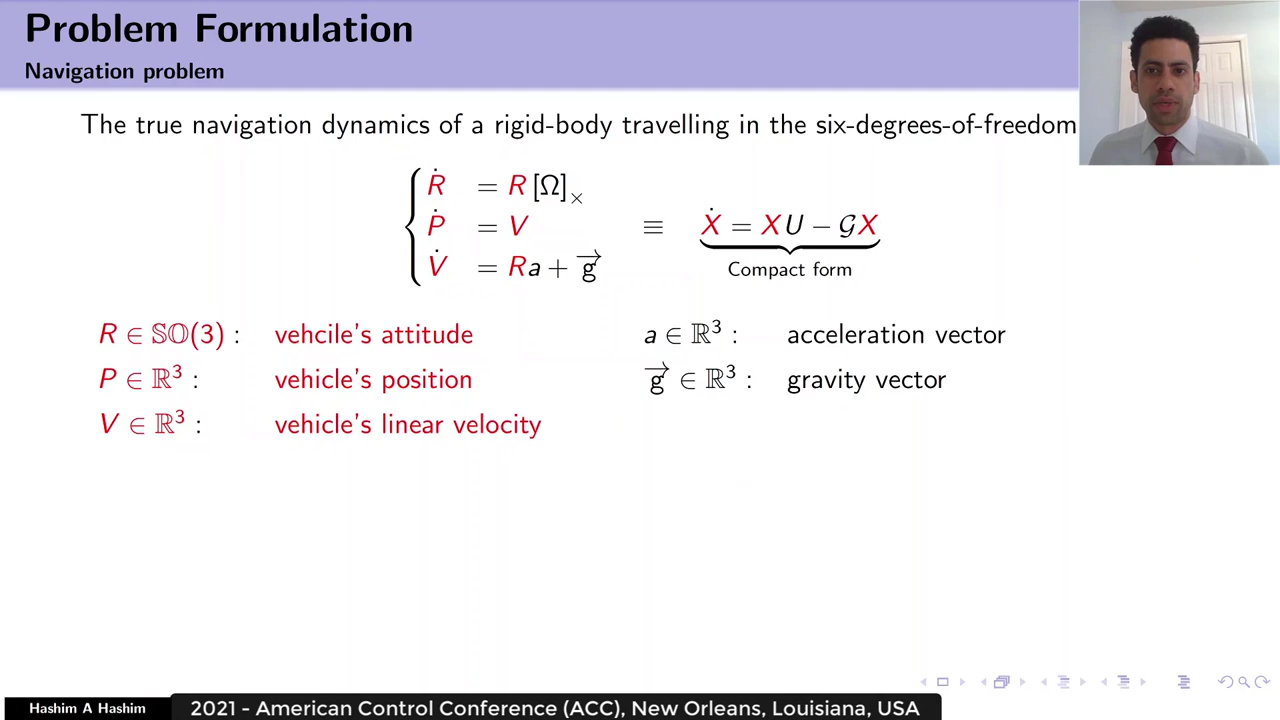 Problem Formulation
Navigation problem
The true navigation dynamics of a rigid-body travelling in the six-degrees-of-freedom
Ṙ = R [Ω]×
Ṗ = V ≡ Ẋ = XU − 𝒢X
V̇ = Ra + g⃗ Compact form
R ∈ 𝕊𝕆(3) : vehcile's attitude a ∈ ℝ³ : acceleration vector
P ∈ ℝ³ : vehicle's position g⃗ ∈ ℝ³ : gravity vector
V ∈ ℝ³ : vehicle's linear velocity
Hashim A Hashim 2021 - American Control Conference (ACC), New Orleans, Louisiana, USA